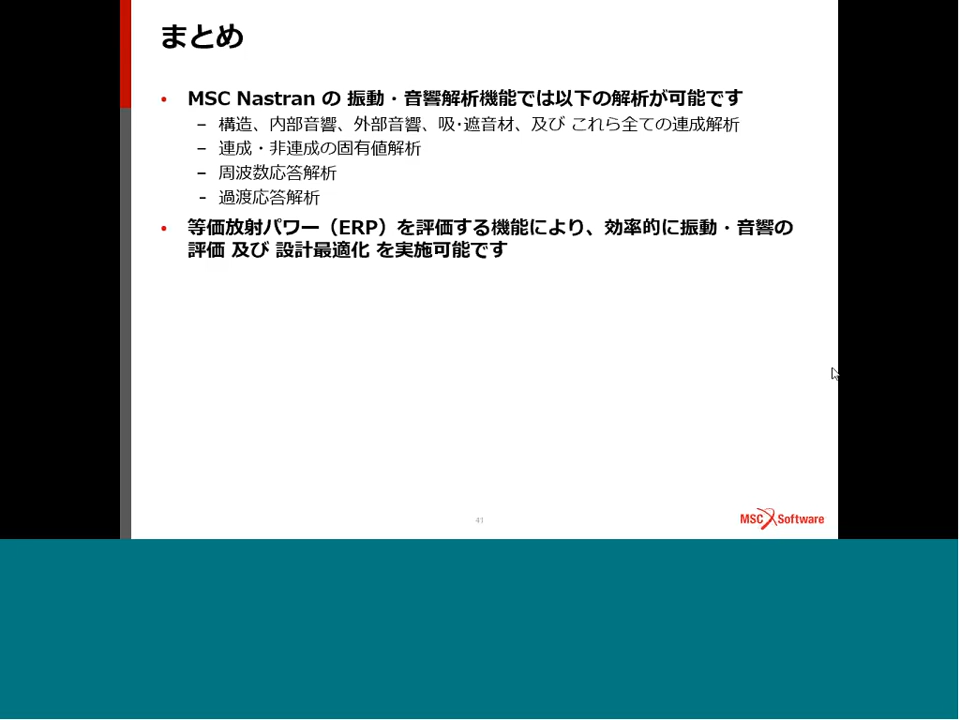 まとめ
• MSC Nastran の 振動・音響解析機能では以下の解析が可能です
– 構造、内部音響、外部音響、吸･遮音材、及び これら全ての連成解析
– 連成・非連成の固有値解析
– 周波数応答解析
- 過渡応答解析
• 等価放射パワー（ERP）を評価する機能により、効率的に振動・音響の
評価 及び 設計最適化 を実施可能です
41
MSC Software